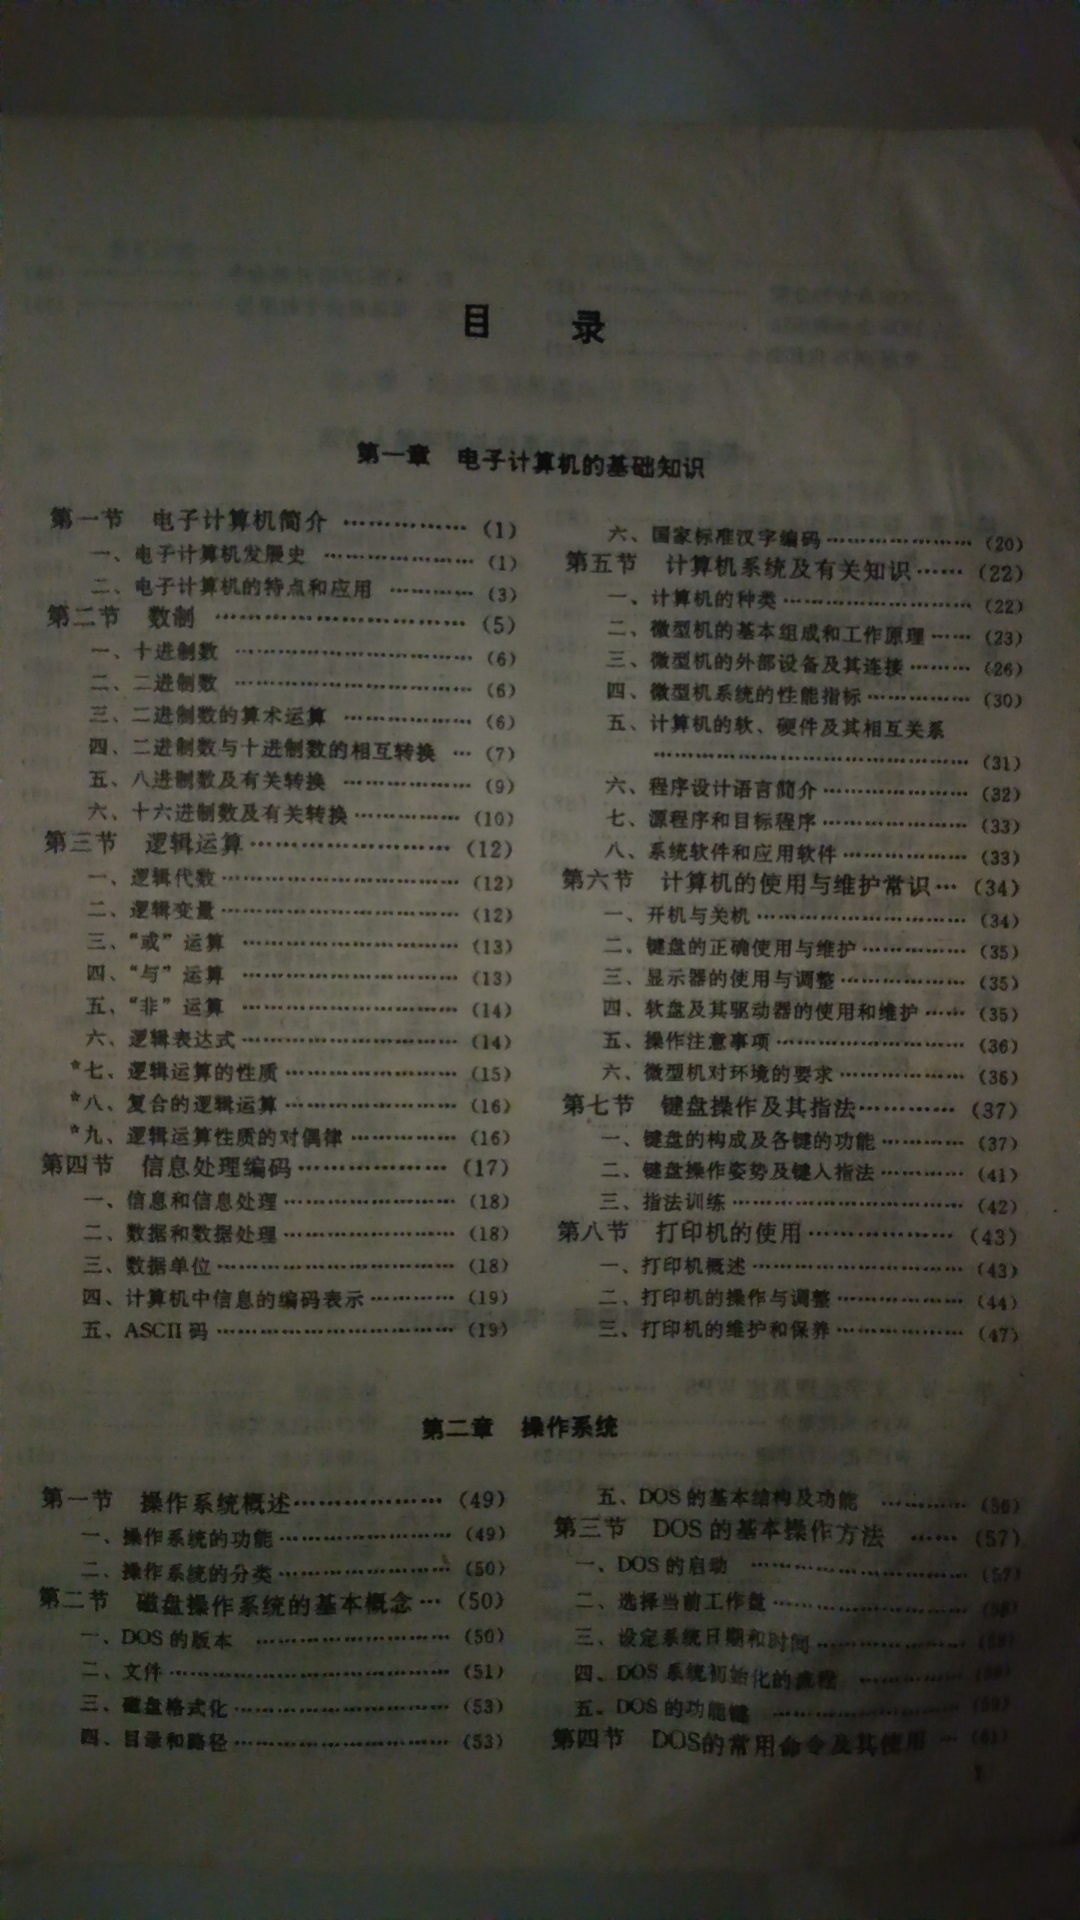 目 录
第一章 电子计算机的基础知识
第一节 电子计算机简介 …………… (1)
一、电子计算机发展史 …………… (1)
二、电子计算机的特点和应用 ………… (3)
第二节 数制 ………………………… (5)
一、十进制数 ………………………… (6)
二、二进制数 ………………………… (6)
三、二进制数的算术运算 …………… (6)
四、二进制数与十进制数的相互转换 … (7)
五、八进制数及有关转换 …………… (9)
六、十六进制数及有关转换 ………… (10)
第三节 逻辑运算 …………………… (12)
一、逻辑代数 ………………………… (12)
二、逻辑变量 ………………………… (12)
三、“或”运算 ……………………… (13)
四、“与”运算 ……………………… (13)
五、“非”运算 ……………………… (14)
六、逻辑表达式 ……………………… (14)
*七、逻辑运算的性质 ………………… (15)
*八、复合的逻辑运算 ………………… (16)
*九、逻辑运算性质的对偶律 ………… (16)
第四节 信息处理编码 ……………… (17)
一、信息和信息处理 ………………… (18)
二、数据和数据处理 ………………… (18)
三、数据单位 ………………………… (18)
四、计算机中信息的编码表示 ………… (19)
五、ASCII 码 ………………………… (19)
六、国家标准汉字编码 ……………… (20)
第五节 计算机系统及有关知识 …… (22)
一、计算机的种类 …………………… (22)
二、微型机的基本组成和工作原理 …… (23)
三、微型机的外部设备及其连接 ……… (26)
四、微型机系统的性能指标 ………… (30)
五、计算机的软、硬件及其相互关系
………………………………… (31)
六、程序设计语言简介 ……………… (32)
七、源程序和目标程序 ……………… (33)
八、系统软件和应用软件 …………… (33)
第六节 计算机的使用与维护常识 … (34)
一、开机与关机 ……………………… (34)
二、键盘的正确使用与维护 ………… (35)
三、显示器的使用与调整 …………… (35)
四、软盘及其驱动器的使用和维护 …… (35)
五、操作注意事项 …………………… (36)
六、微型机对环境的要求 …………… (36)
第七节 键盘操作及其指法 ………… (37)
一、键盘的构成及各键的功能 ………… (37)
二、键盘操作姿势及键入指法 ………… (41)
三、指法训练 ………………………… (42)
第八节 打印机的使用 ……………… (43)
一、打印机概述 ……………………… (43)
二、打印机的操作与调整 …………… (44)
三、打印机的维护和保养 …………… (47)
第二章 操作系统
第一节 操作系统概述 ……………… (49)
一、操作系统的功能 ………………… (49)
二、操作系统的分类 ………………… (50)
第二节 磁盘操作系统的基本概念 … (50)
一、DOS 的版本 …………………… (50)
二、文件 ……………………………… (51)
三、磁盘格式化 ……………………… (53)
四、目录和路径 ……………………… (53)
五、DOS 的基本结构及功能 ………… (56)
第三节 DOS 的基本操作方法 …… (57)
一、DOS 的启动 …………………… (57)
二、选择当前工作盘 ………………… (58)
三、设定系统日期和时间 ……………
四、DOS 系统初始化的流程 …………
五、DOS 的功能键 ………………… (59)
第四节 DOS的常用命令及其使用 … (61)
1